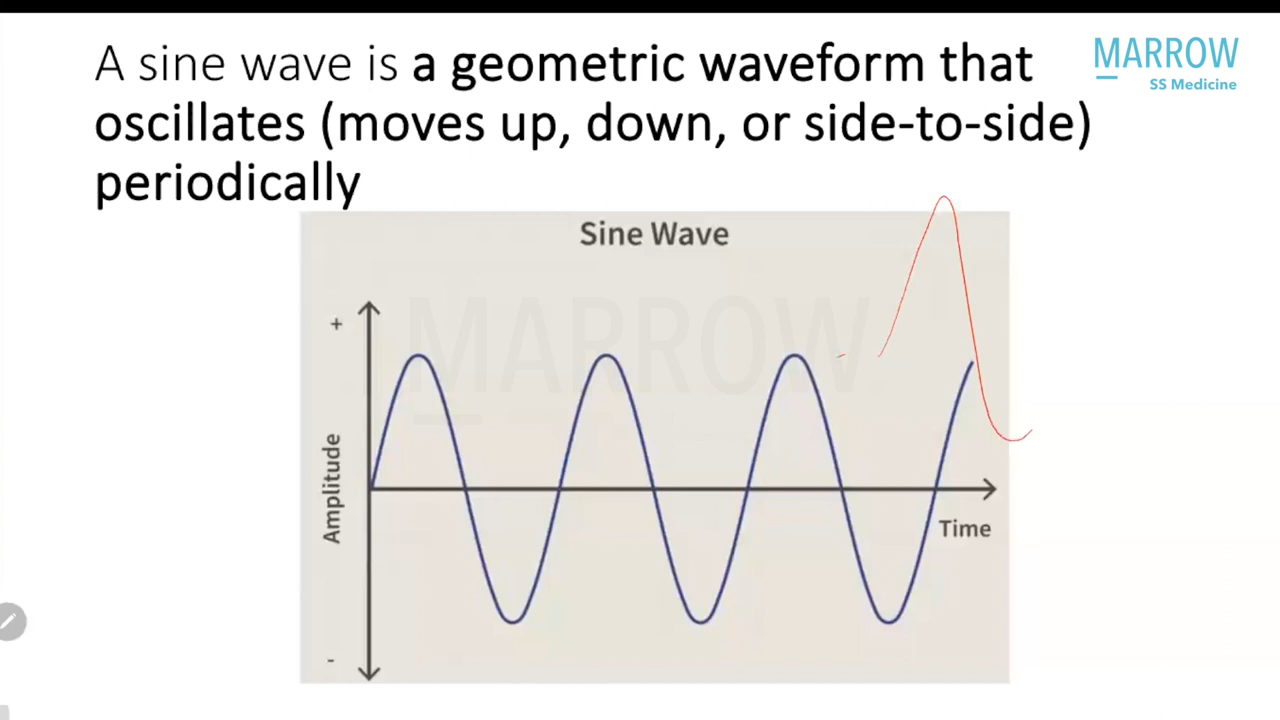 A sine wave is a geometric waveform that
oscillates (moves up, down, or side-to-side)
periodically
MARROW
SS Medicine
Sine Wave
MARROW
+
Amplitude
-
Time